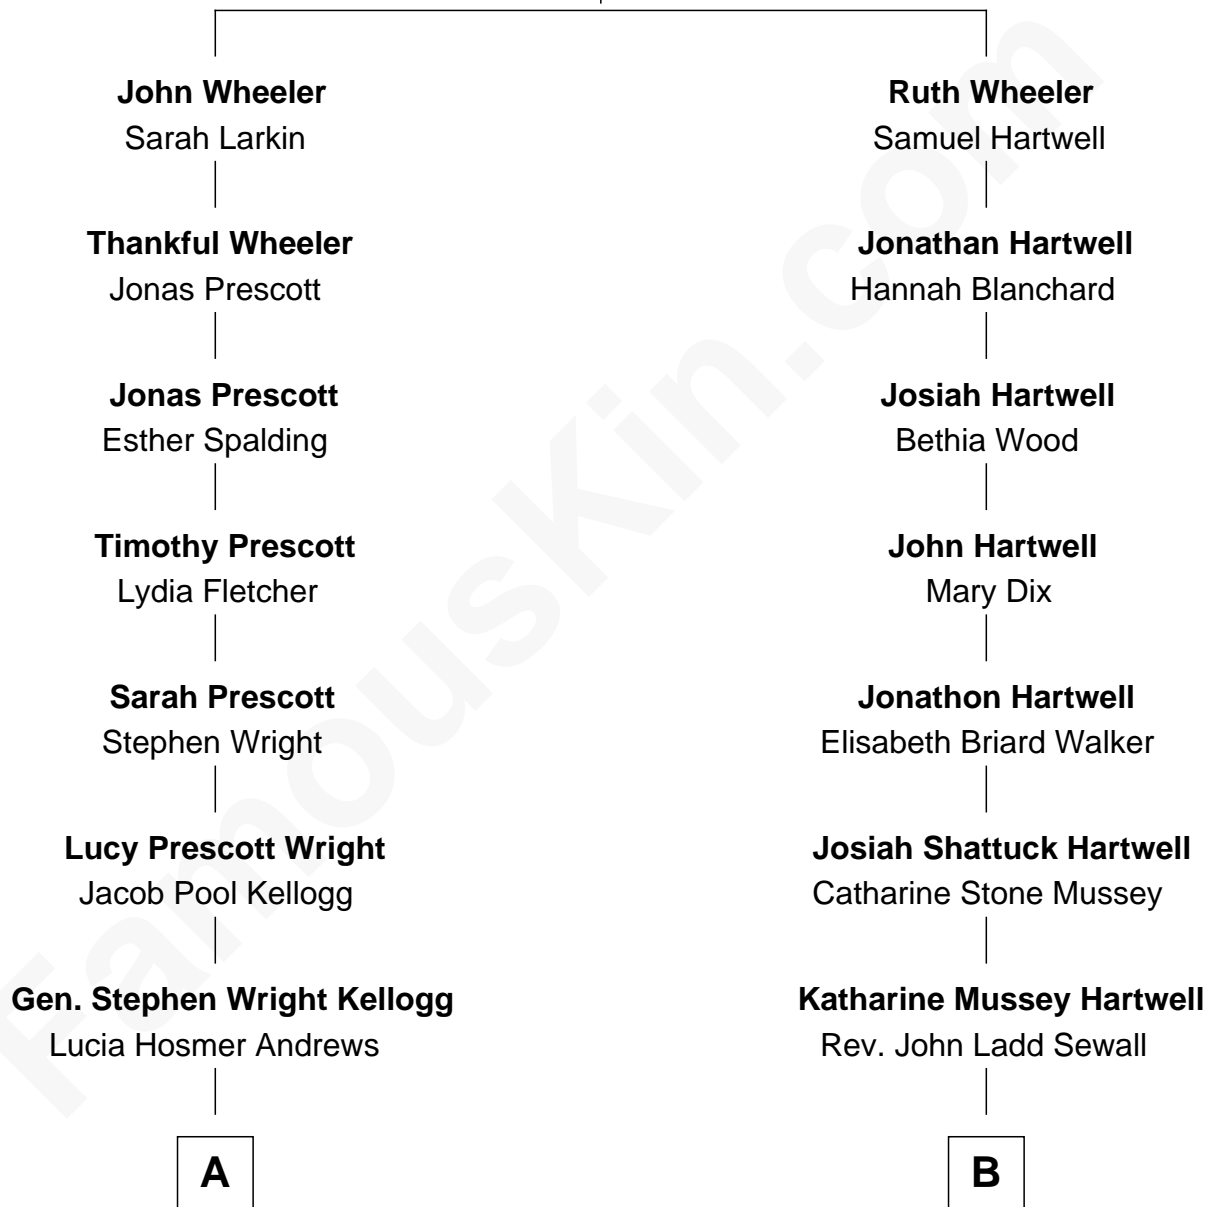 John Wheeler
Sarah Larkin
Thankful Wheeler
Jonas Prescott
Jonas Prescott
Esther Spalding
Timothy Prescott
Lydia Fletcher
Sarah Prescott
Stephen Wright
Lucy Prescott Wright
Jacob Pool Kellogg
Gen. Stephen Wright Kellogg
Lucia Hosmer Andrews
A
Ruth Wheeler
Samuel Hartwell
Jonathan Hartwell
Hannah Blanchard
Josiah Hartwell
Bethia Wood
John Hartwell
Mary Dix
Jonathon Hartwell
Elisabeth Briard Walker
Josiah Shattuck Hartwell
Catharine Stone Mussey
Katharine Mussey Hartwell
Rev. John Ladd Sewall
B
FamousKin.com